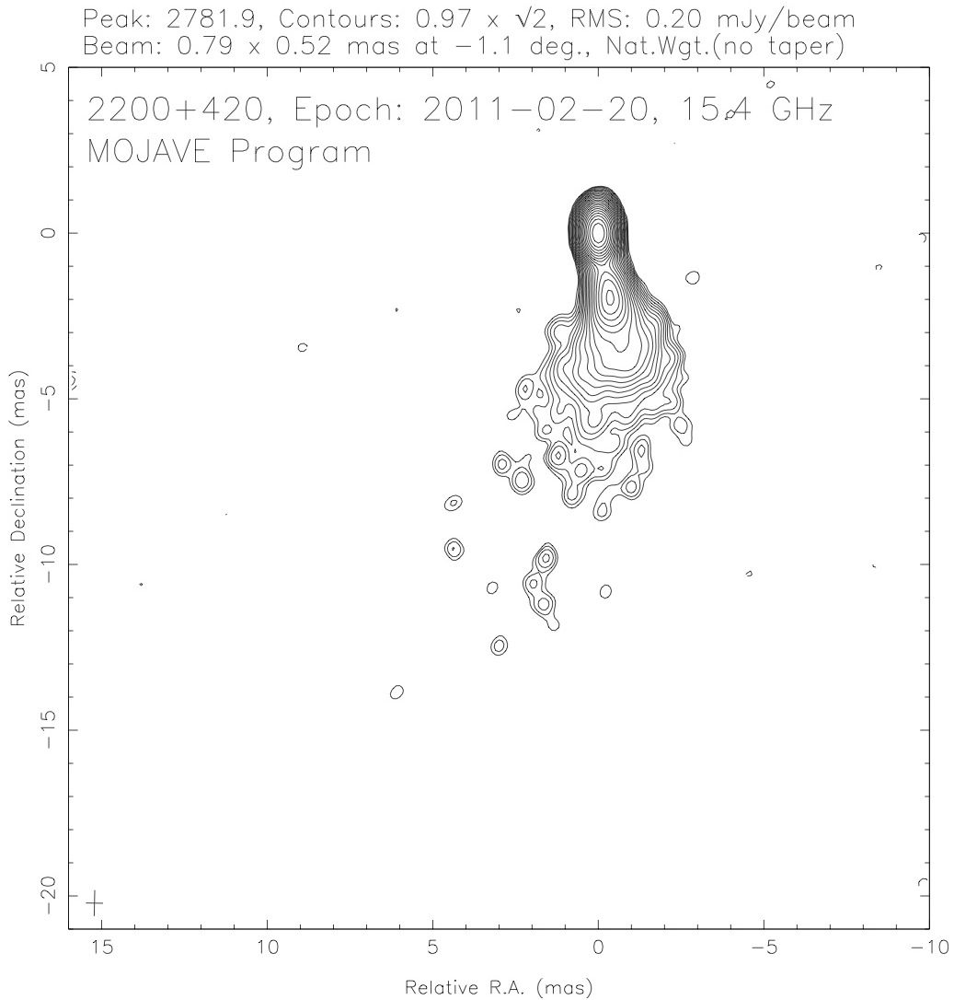 Peak: 2781.9, Contours: 0.97 x √2, RMS: 0.20 mJy/beam
Beam: 0.79 x 0.52 mas at −1.1 deg., Nat.Wgt.(no taper)
2200+420, Epoch: 2011−02−20, 15.4 GHz
MOJAVE Program
5
0
−5
−10
−15
−20
Relative Declination (mas)
15 10 5 0 −5 −10
Relative R.A. (mas)